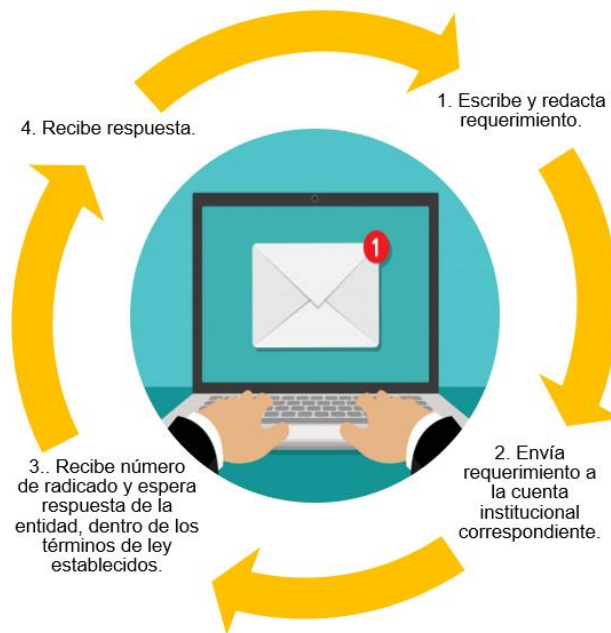 1. Escribe y redacta
requerimiento.
2. Envía
requerimiento a
la cuenta
institucional
correspondiente.
3.. Recibe número
de radicado y espera
respuesta de la
entidad, dentro de los
términos de ley
establecidos.
4. Recibe respuesta.
1